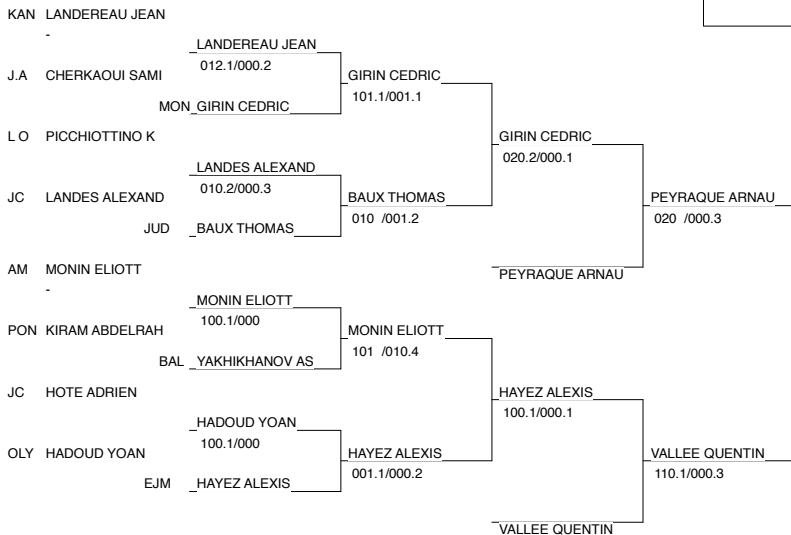 KAN LANDEREAU JEAN
-
LANDEREAU JEAN
012.1/000.2
J.A CHERKAOUI SAMI
GIRIN CEDRIC
101.1/001.1
MON GIRIN CEDRIC
L O PICCHIOTTINO K
GIRIN CEDRIC
020.2/000.1
LANDES ALEXAND
010.2/000.3
JC LANDES ALEXAND
BAUX THOMAS
010 /001.2
PEYRAQUE ARNAU
020 /000.3
JUD BAUX THOMAS
AM MONIN ELIOTT
-
PEYRAQUE ARNAU
MONIN ELIOTT
100.1/000
PON KIRAM ABDELRAH
MONIN ELIOTT
101 /010.4
BAL YAKHIKHANOV AS
JC HOTE ADRIEN
HAYEZ ALEXIS
100.1/000.1
HADOUD YOAN
100.1/000
OLY HADOUD YOAN
HAYEZ ALEXIS
001.1/000.2
VALLEE QUENTIN
110.1/000.3
EJM HAYEZ ALEXIS
VALLEE QUENTIN